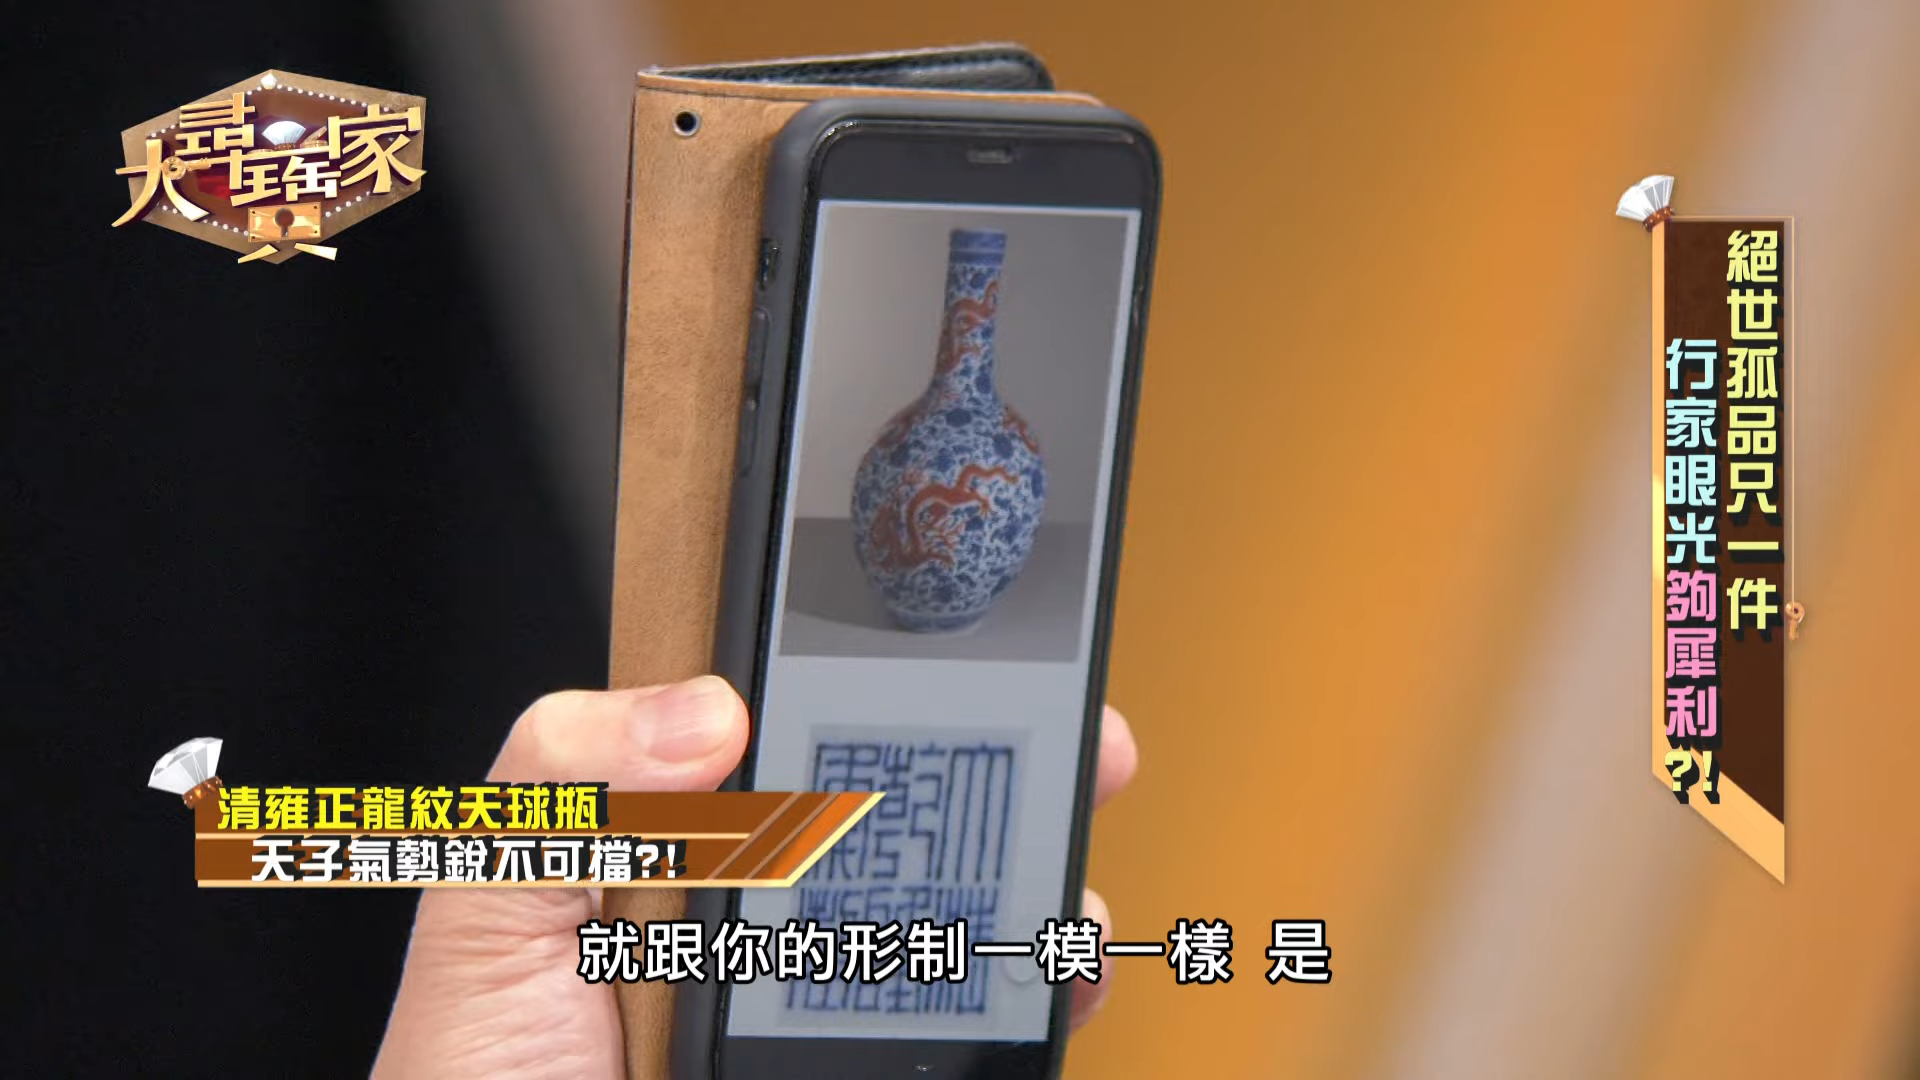 大尋寶家
絕世孤品只一件
行家眼光夠犀利?!
清雍正龍紋天球瓶
天子氣勢銳不可擋?!
就跟你的形制一模一樣 是